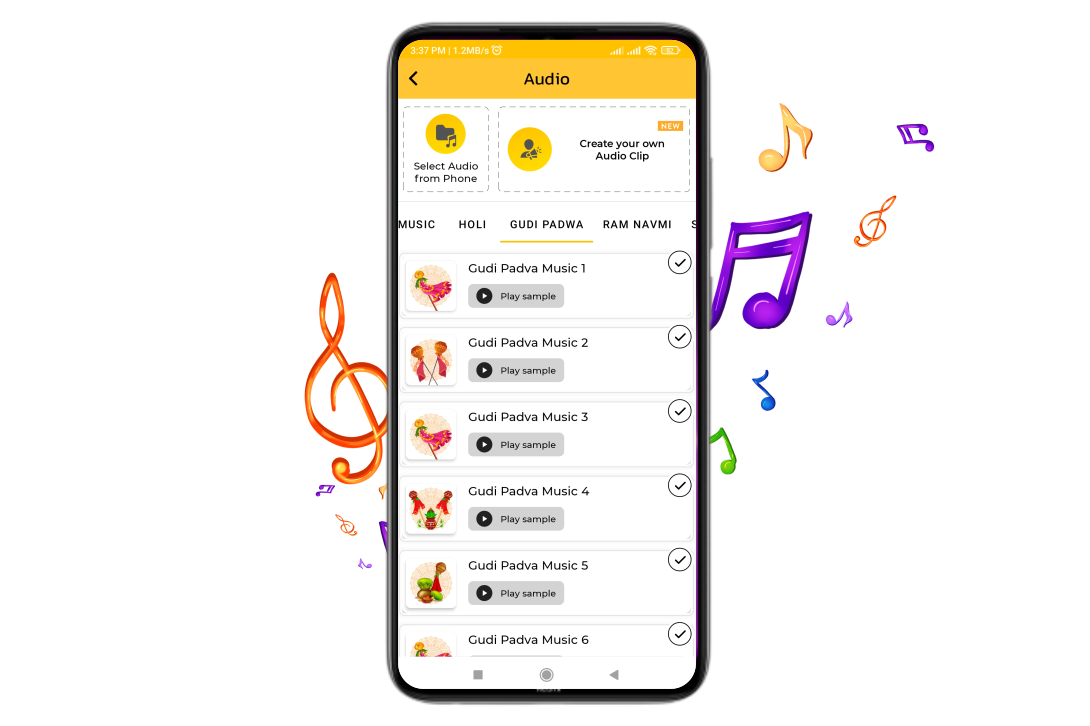 3:37 PM | 1.2MB/s
Audio
Select Audio
from Phone
NEW
Create your own
Audio Clip
MUSIC HOLI GUDI PADWA RAM NAVMI S
Gudi Padva Music 1
Play sample
Gudi Padva Music 2
Play sample
Gudi Padva Music 3
Play sample
Gudi Padva Music 4
Play sample
Gudi Padva Music 5
Play sample
Gudi Padva Music 6